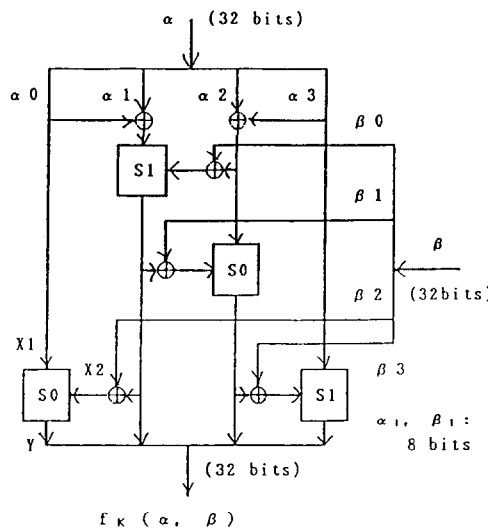 α (32 bits)
α 0
α 1
α 2
α 3
β 0
S1
β 1
S0
β
β 2
(32bits)
X1
X2
β 3
S0
S1
α i, β i:
8 bits
Y
(32 bits)
f K (α, β)